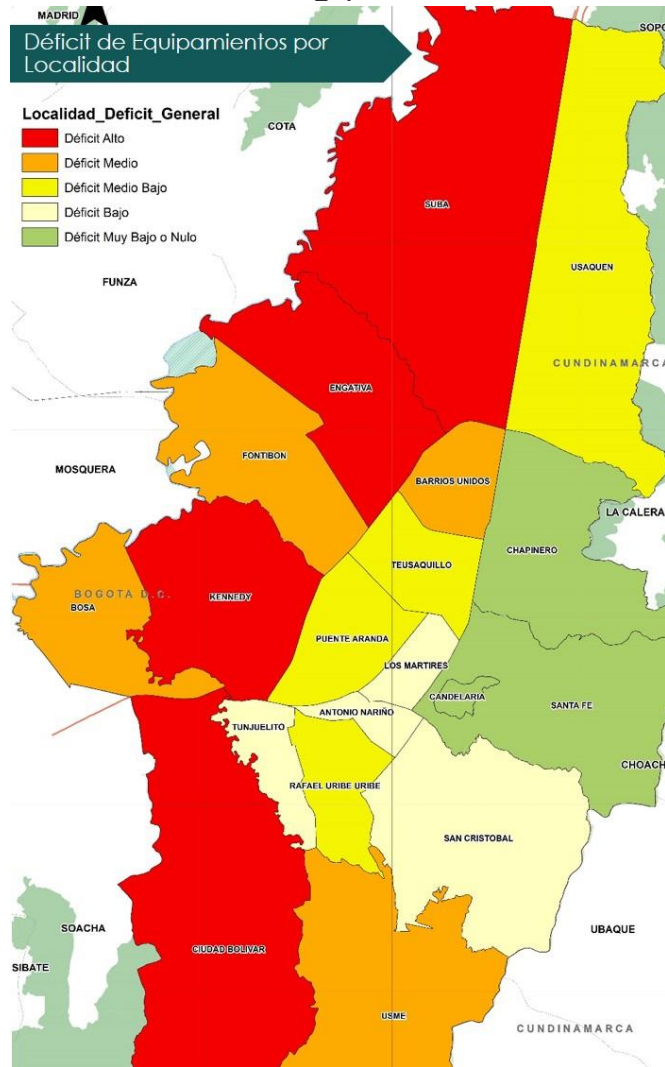 MADRID
SOPO
Déficit de Equipamientos por
Localidad
Localidad_Deficit_General
Déficit Alto
Déficit Medio
Déficit Medio Bajo
Déficit Bajo
Déficit Muy Bajo o Nulo
COTA
SUBA
FUNZA
USAQUEN
CUNDINAMARCA
ENGATIVA
FONTIBON
MOSQUERA
BARRIOS UNIDOS
LA CALERA
CHAPINERO
TEUSAQUILLO
BOGOTA D.C.
BOSA
KENNEDY
PUENTE ARANDA
LOS MARTIRES
CANDELARIA
SANTA FE
ANTONIO NARIÑO
TUNJUELITO
CHOACH
RAFAEL URIBE URIBE
SAN CRISTOBAL
SOACHA
UBAQUE
CIUDAD BOLIVAR
SIBATE
USME
CUNDINAMARCA